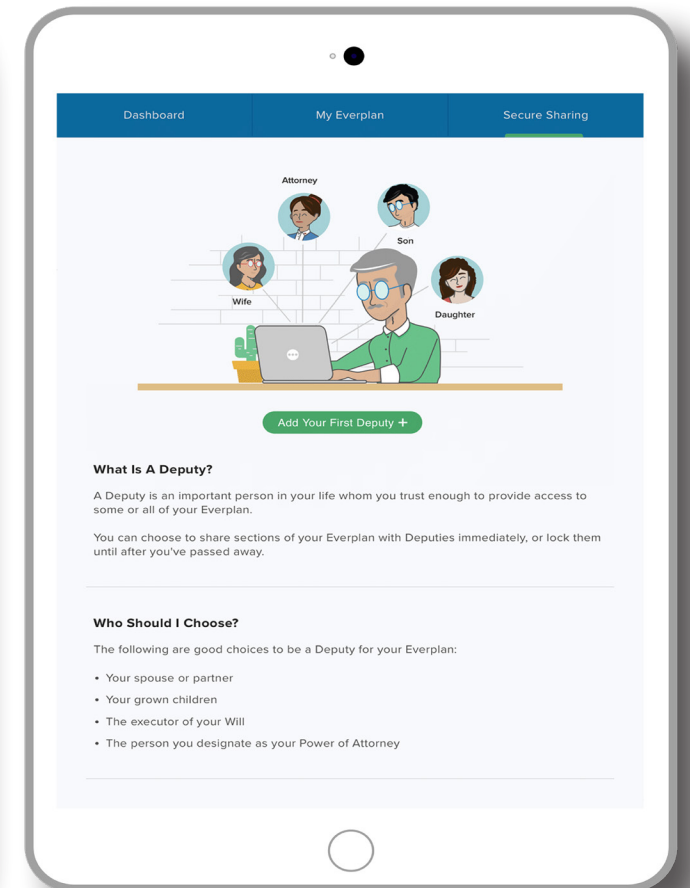 Dashboard
My Everplan
Secure Sharing
Attorney
Son
Wife
Daughter
Add Your First Deputy +
What Is A Deputy?
A Deputy is an important person in your life whom you trust enough to provide access to
some or all of your Everplan.
You can choose to share sections of your Everplan with Deputies immediately, or lock them
until after you've passed away.
Who Should I Choose?
The following are good choices to be a Deputy for your Everplan:
• Your spouse or partner
• Your grown children
• The executor of your Will
• The person you designate as your Power of Attorney